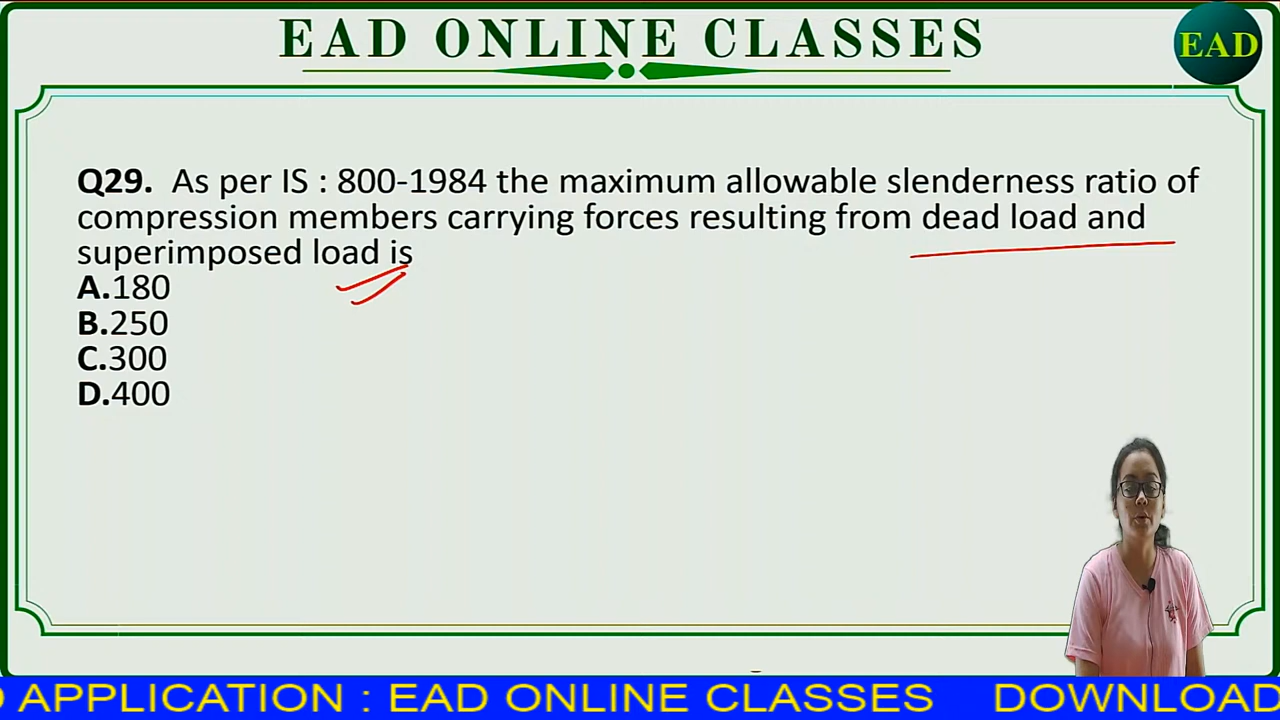 EAD ONLINE CLASSES
EAD
Q29. As per IS : 800-1984 the maximum allowable slenderness ratio of
compression members carrying forces resulting from dead load and
superimposed load is
A.180
B.250
C.300
D.400
D APPLICATION : EAD ONLINE CLASSES DOWNLOAD